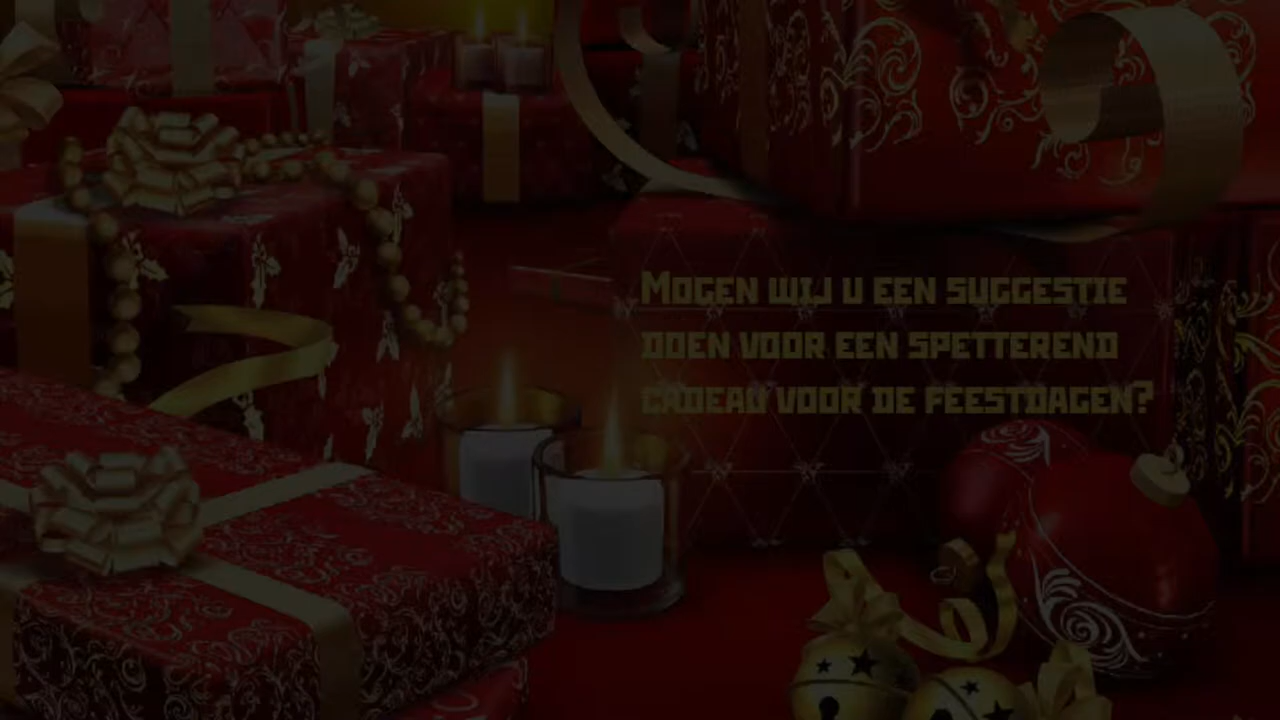 Mogen wij u een suggestie
doen voor een spetterend
cadeau voor de feestdagen?